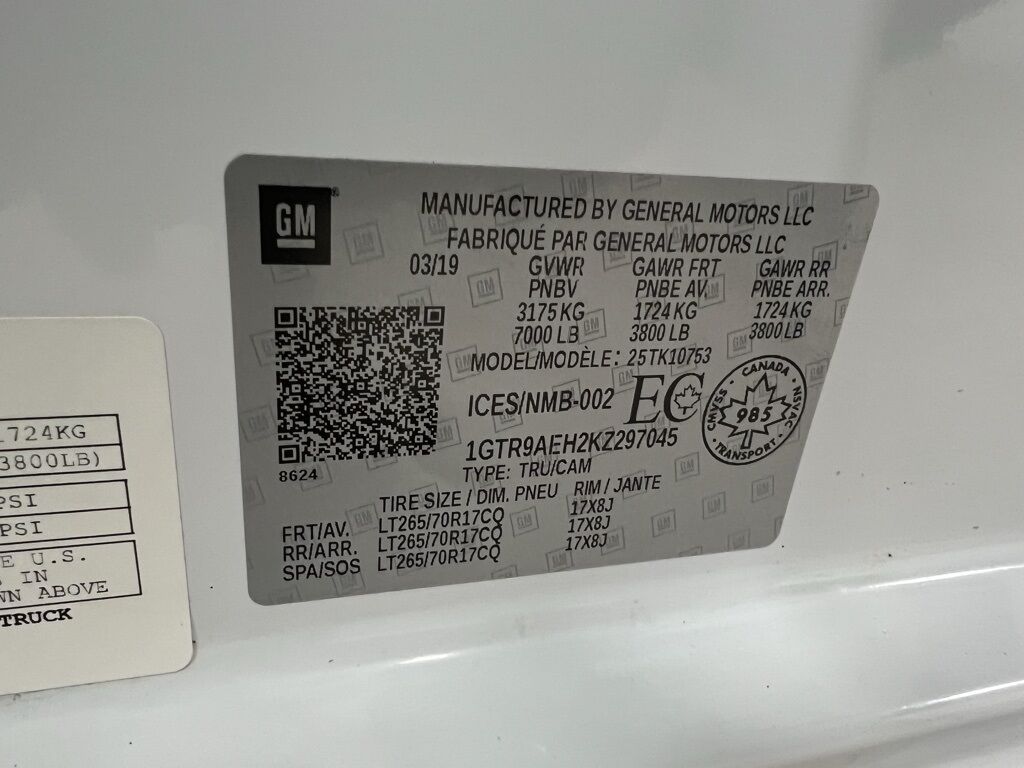 GM
MANUFACTURED BY GENERAL MOTORS LLC
FABRIQUÉ PAR GENERAL MOTORS LLC
03/19 GVWR GAWR FRT GAWR RR
PNBV PNBE AV. PNBE ARR.
3175 KG 1724 KG 1724 KG
7000 LB 3800 LB 3800 LB
MODEL/MODÈLE: 25TK10753
ICES/NMB-002 EC
CANADA
CMVSS 985 NSVAC
TRANSPORT
1GTR9AEH2KZ297045
8624 TYPE: TRU/CAM
TIRE SIZE / DIM. PNEU RIM / JANTE
FRT/AV. LT265/70R17CQ 17X8J
RR/ARR. LT265/70R17CQ 17X8J
SPA/SOS LT265/70R17CQ 17X8J
1724KG
3800LB)
PSI
PSI
U.S.
IN
ABOVE
TRUCK